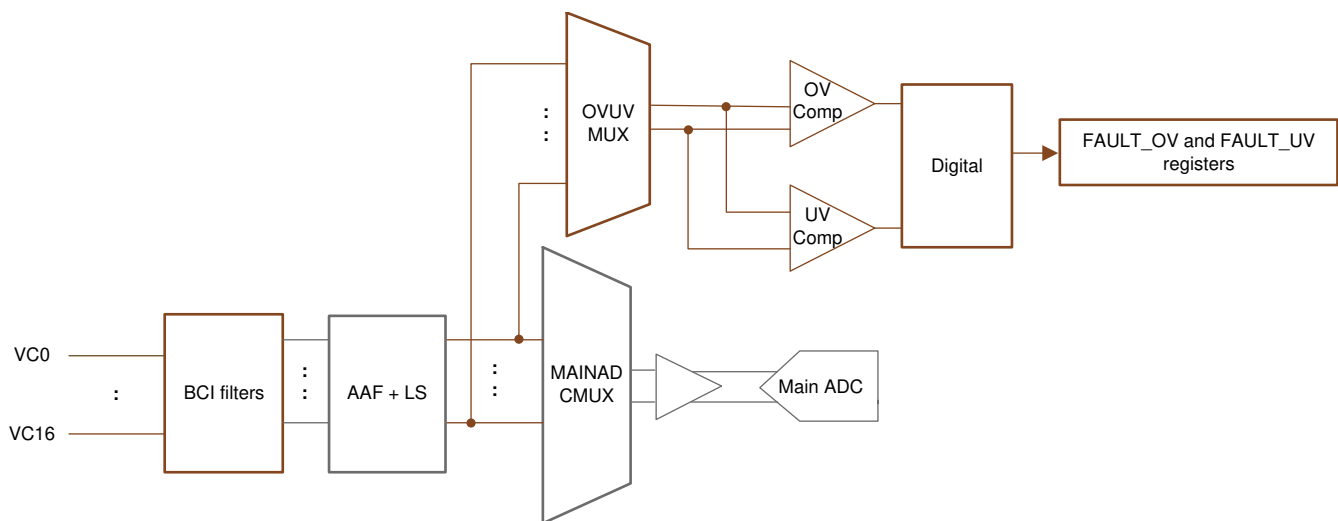 OVUV
MUX
:
:
OV
Comp
UV
Comp
Digital
FAULT_OV and FAULT_UV
registers
VC0
:
VC16
BCI filters
:
:
AAF + LS
:
:
MAINAD
CMUX
Main ADC